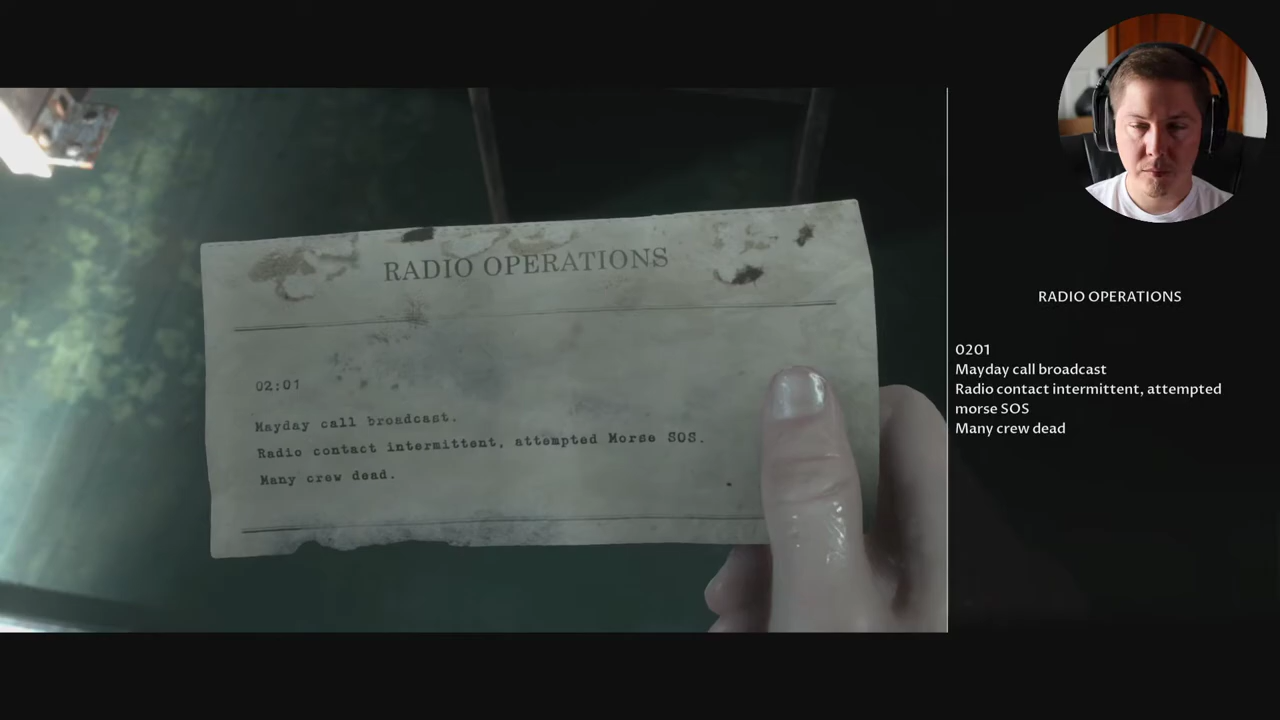 RADIO OPERATIONS
02:01
Mayday call broadcast.
Radio contact intermittent, attempted Morse SOS.
Many crew dead.
RADIO OPERATIONS
0201
Mayday call broadcast
Radio contact intermittent, attempted
morse SOS
Many crew dead